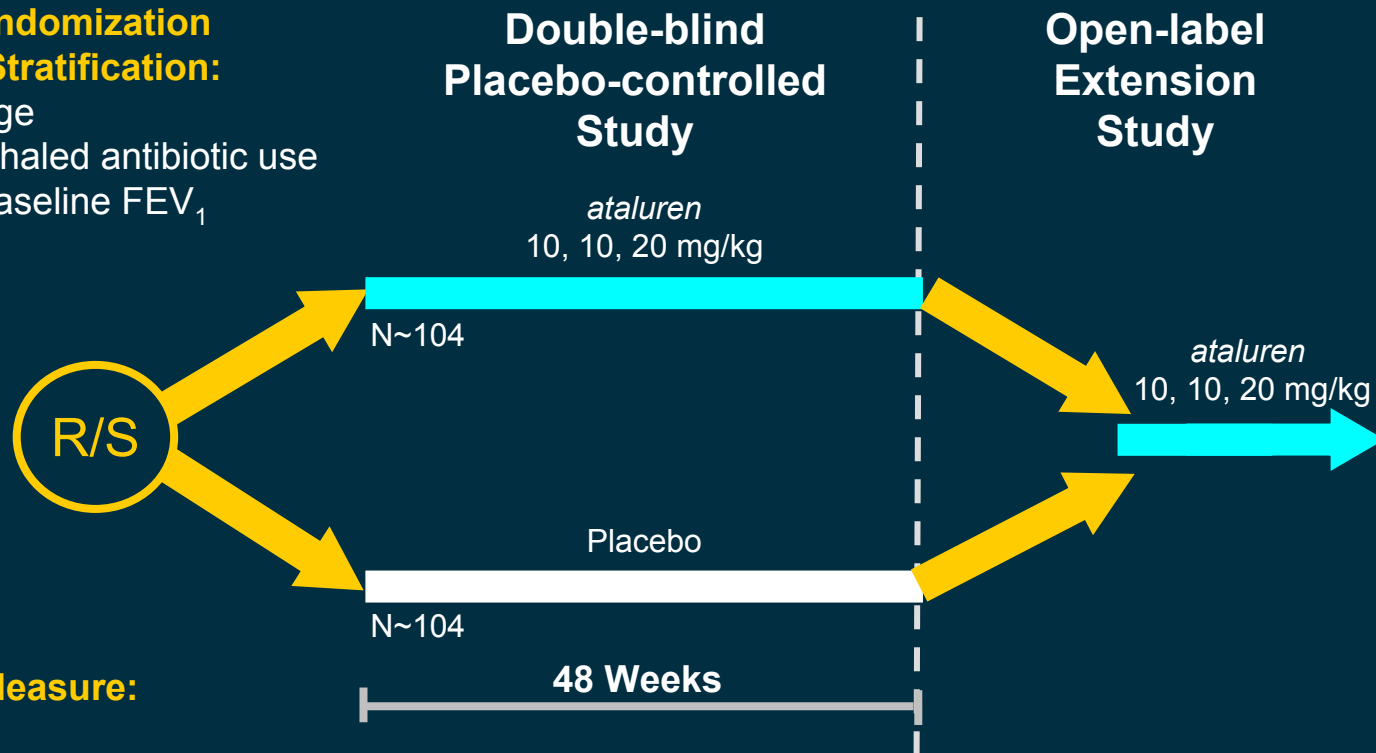 ndomization
Stratification:
ge
haled antibiotic use
aseline FEV₁
Double-blind
Placebo-controlled
Study
Open-label
Extension
Study
ataluren
10, 10, 20 mg/kg
N~104
R/S
ataluren
10, 10, 20 mg/kg
Placebo
N~104
48 Weeks
leasure: